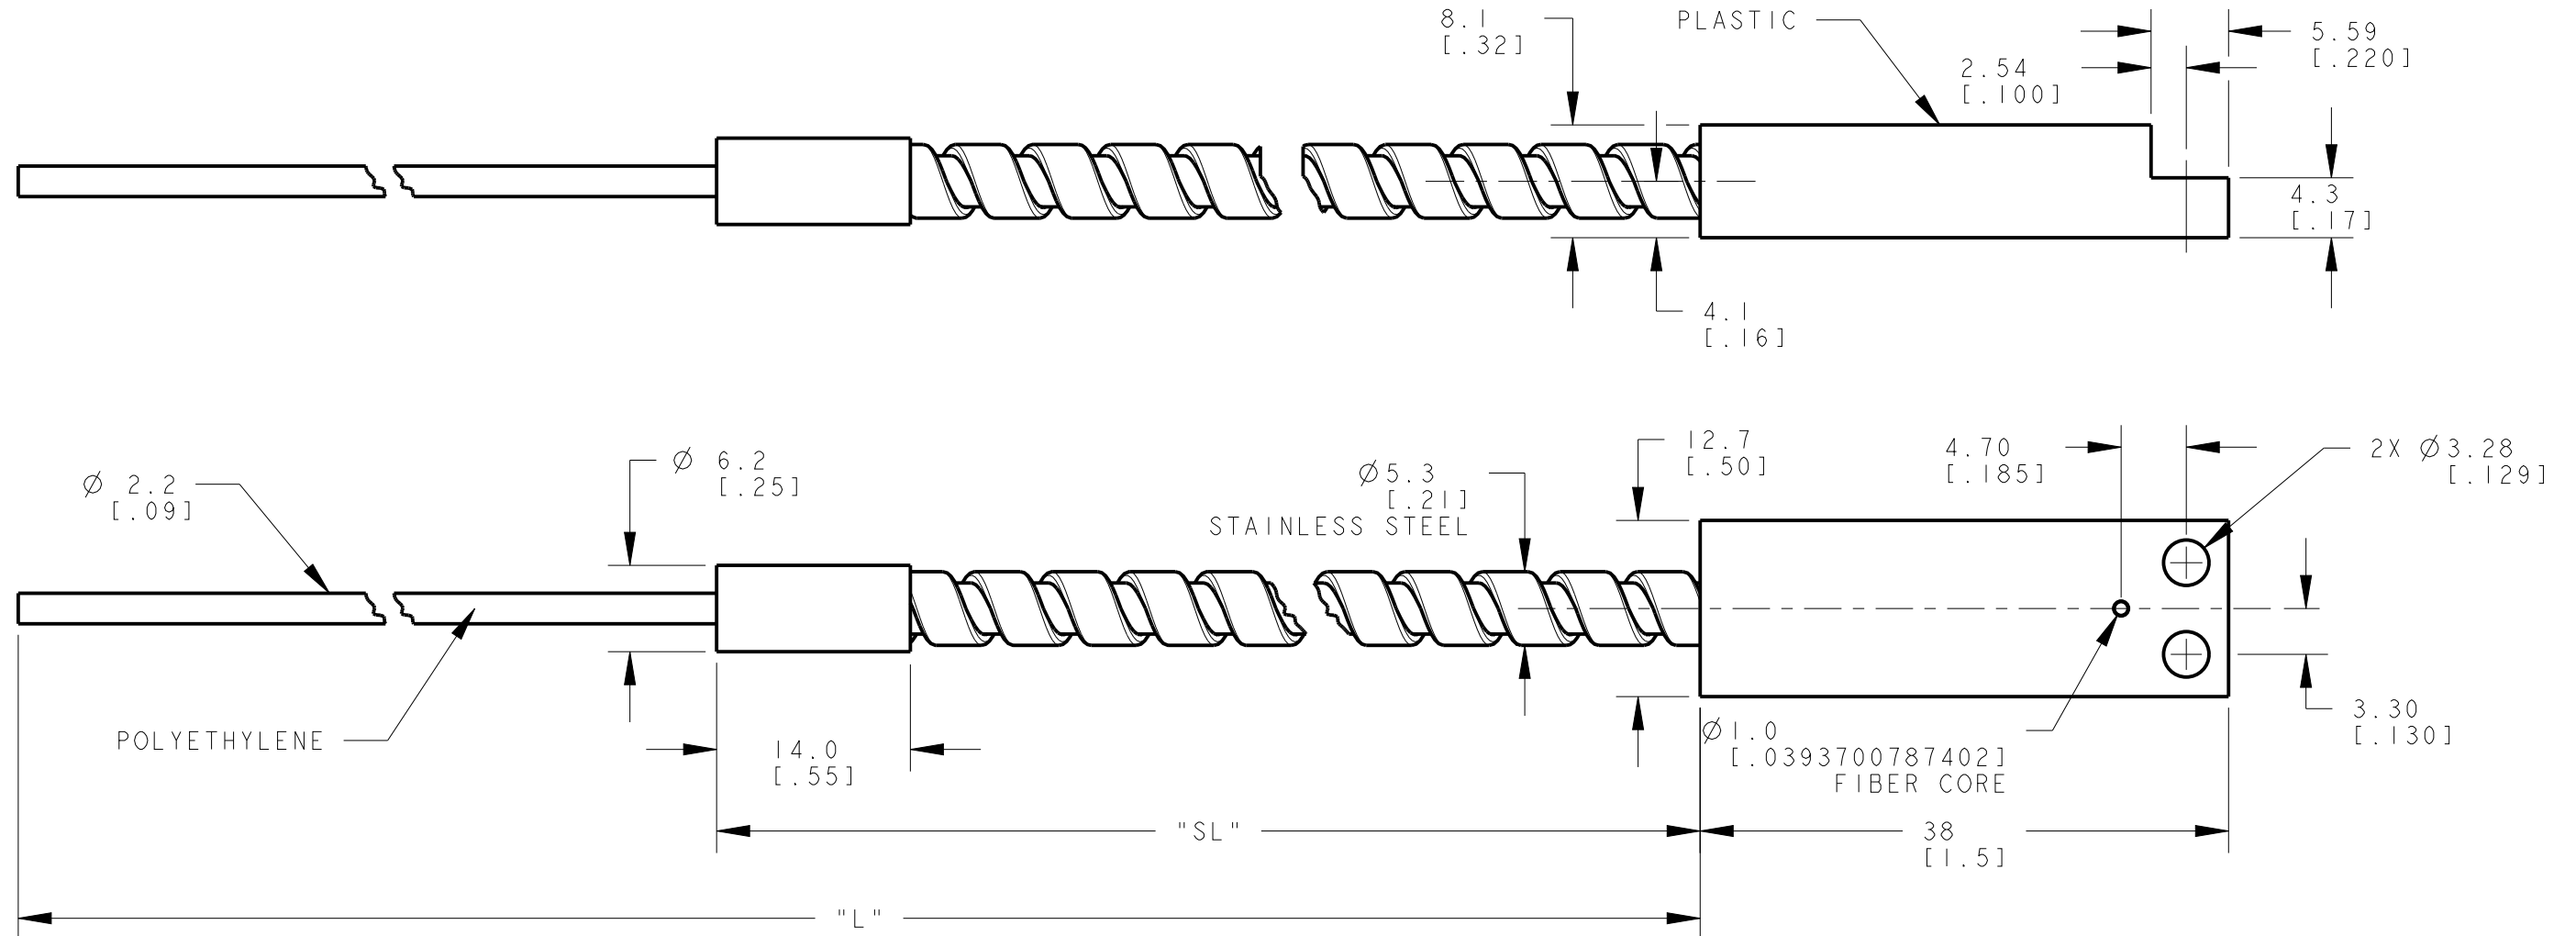 8.1
[.32]
PLASTIC
5.59
[.220]
2.54
[.100]
4.3
[.17]
4.1
[.16]
Ø 2.2
[.09]
Ø 6.2
[.25]
Ø5.3
[.21]
STAINLESS STEEL
12.7
[.50]
4.70
[.185]
2X Ø3.28
[.129]
POLYETHYLENE
14.0
[.55]
Ø1.0
[.0393700787402]
FIBER CORE
3.30
[.130]
"SL"
38
[1.5]
"L"